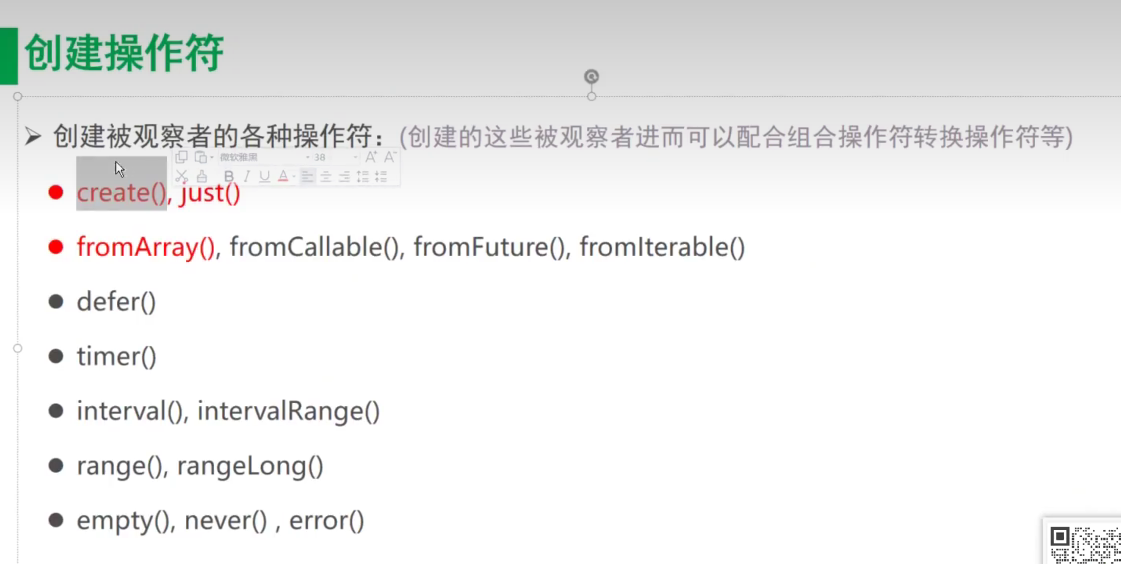 创建操作符
创建被观察者的各种操作符：(创建的这些被观察者进而可以配合组合操作符转换操作符等)
微软雅黑 38 A+ A-
B I U A
create(), just()
fromArray(), fromCallable(), fromFuture(), fromIterable()
defer()
timer()
interval(), intervalRange()
range(), rangeLong()
empty(), never() , error()